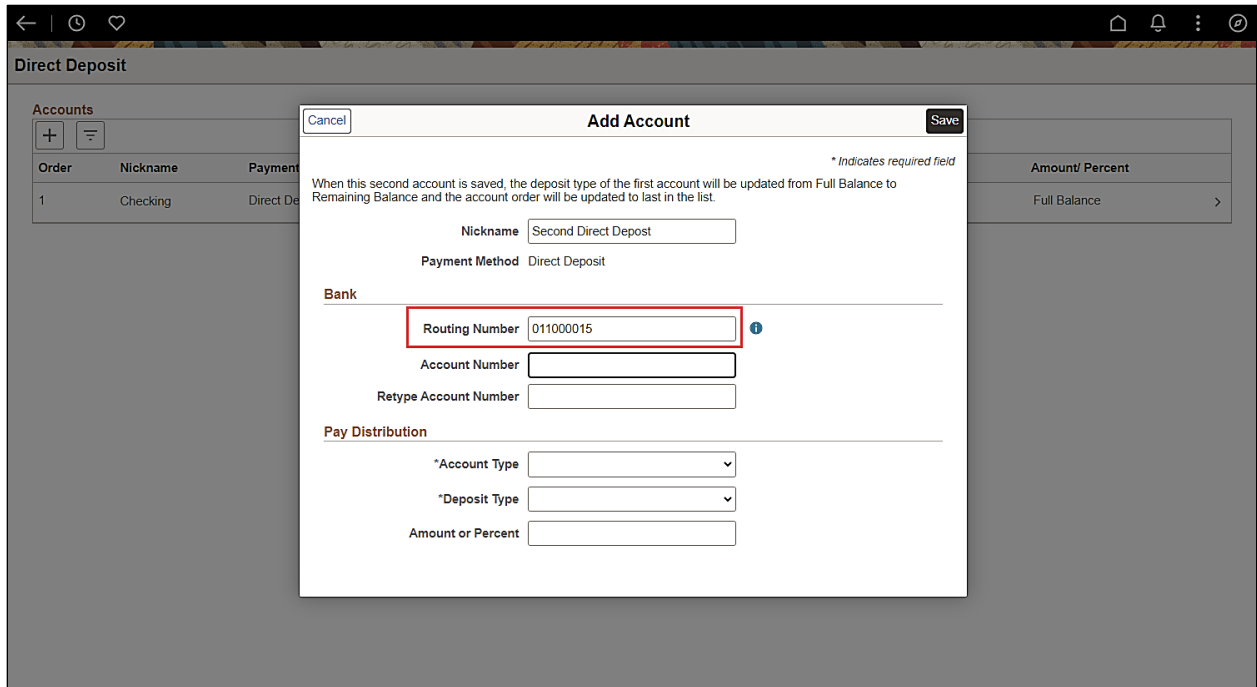 Direct Deposit
Accounts
Order Nickname Payment Amount/ Percent
1 Checking Direct De Full Balance
Cancel Add Account Save
* Indicates required field
When this second account is saved, the deposit type of the first account will be updated from Full Balance to
Remaining Balance and the account order will be updated to last in the list.
Nickname Second Direct Depost
Payment Method Direct Deposit
Bank
Routing Number 011000015
Account Number
Retype Account Number
Pay Distribution
*Account Type
*Deposit Type
Amount or Percent